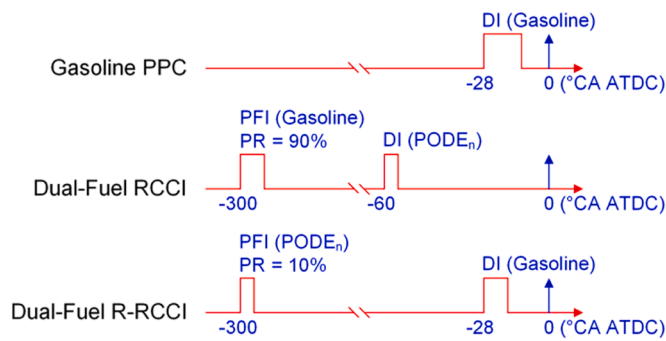 DI (Gasoline)
Gasoline PPC
-28 0 (°CA ATDC)
PFI (Gasoline)
PR = 90% DI (PODEn)
Dual-Fuel RCCI
-300 -60 0 (°CA ATDC)
PFI (PODEn)
PR = 10% DI (Gasoline)
Dual-Fuel R-RCCI
-300 -28 0 (°CA ATDC)